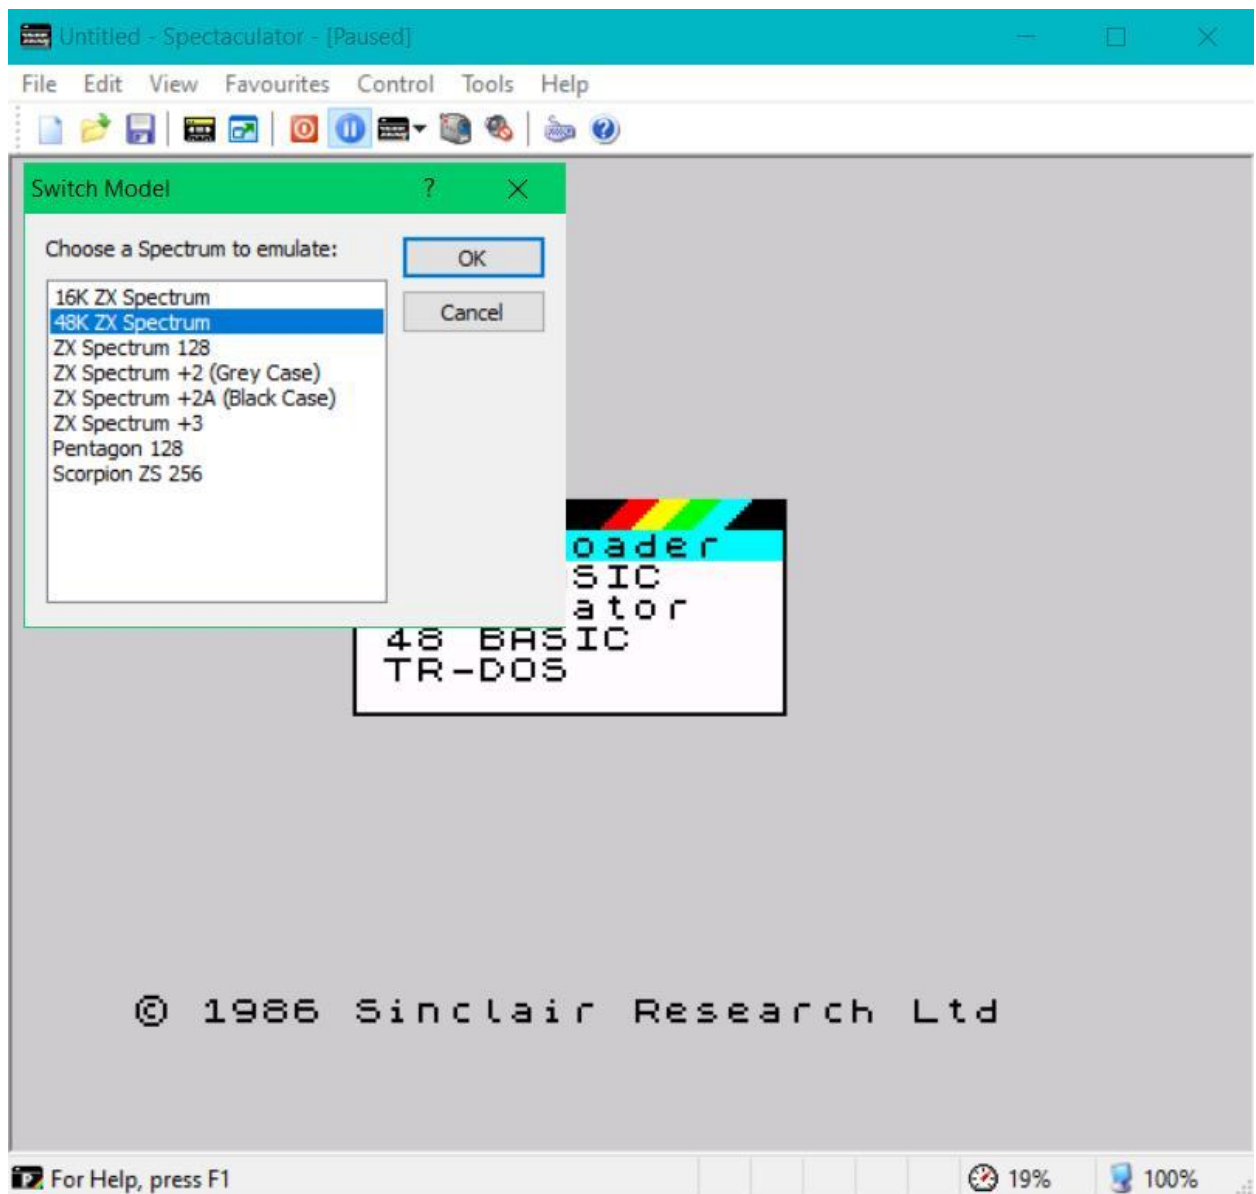 Untitled - Spectaculator - [Paused]
File Edit View Favourites Control Tools Help
Switch Model ?
Choose a Spectrum to emulate:
OK
Cancel
16K ZX Spectrum
48K ZX Spectrum
ZX Spectrum 128
ZX Spectrum +2 (Grey Case)
ZX Spectrum +2A (Black Case)
ZX Spectrum +3
Pentagon 128
Scorpion ZS 256
oader
SIC
ator
48 BASIC
TR-DOS
© 1986 Sinclair Research Ltd
For Help, press F1 19% 100%